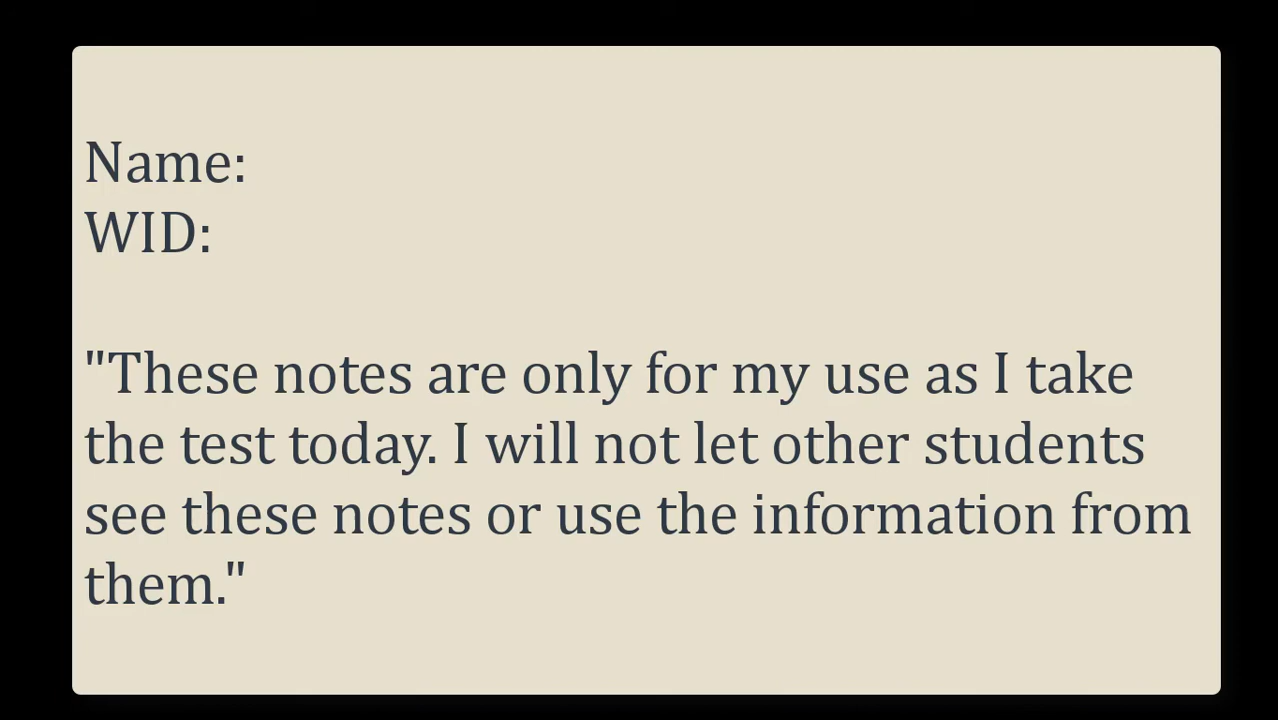 Name:
WID:
"These notes are only for my use as I take
the test today. I will not let other students
see these notes or use the information from
them."